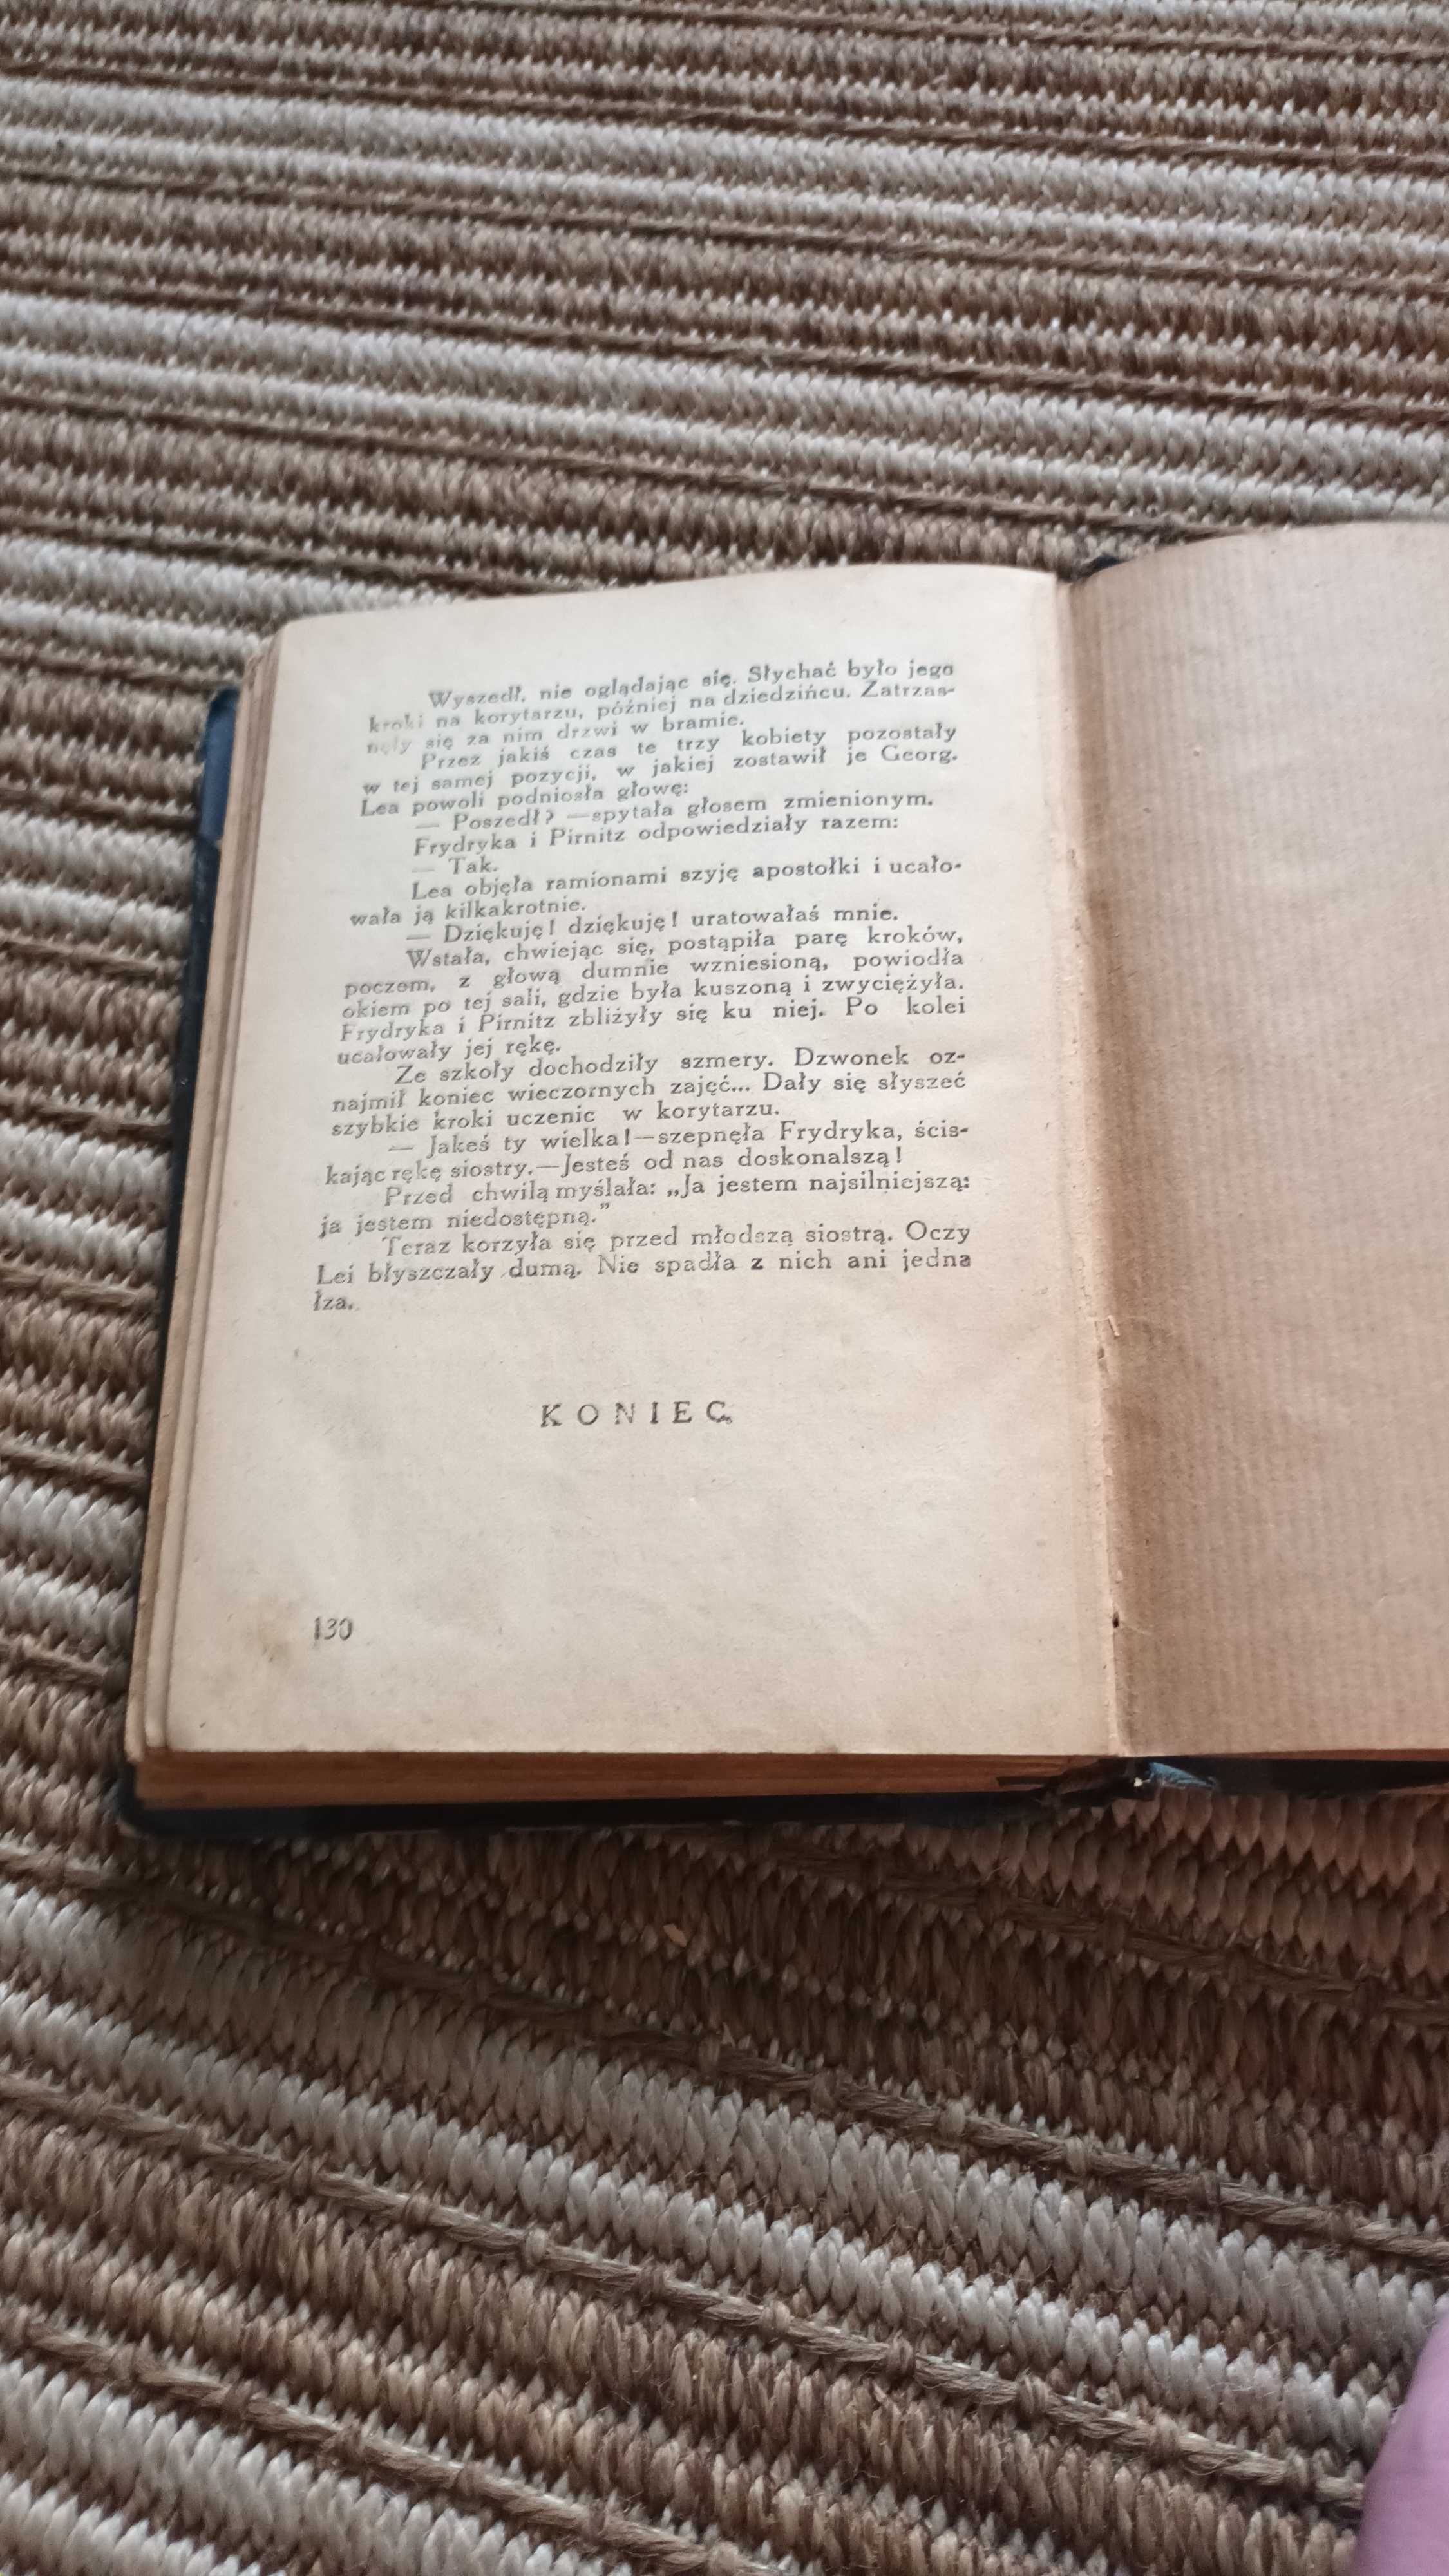 Wyszedł, nie oglądając się. Słychać było jego
kroki na korytarzu, później na dziedzińcu. Zatrzas-
nęły się za nim drzwi w bramie.
Przez jakiś czas te trzy kobiety pozostały
w tej samej pozycji, w jakiej zostawił je Georg.
Lea powoli podniosła głowę:
— Poszedł? —spytała głosem zmienionym.
Frydryka i Pirnitz odpowiedziały razem:
— Tak.
Lea objęła ramionami szyję apostołki i ucało-
wała ją kilkakrotnie.
— Dziękuję! dziękuję! uratowałaś mnie.
Wstała, chwiejąc się, postąpiła parę kroków,
poczem, z głową dumnie wzniesioną, powiodła
okiem po tej sali, gdzie była kuszoną i zwyciężyła.
Frydryka i Pirnitz zbliżyły się ku niej. Po kolei
ucałowały jej rękę.
Ze szkoły dochodziły szmery. Dzwonek oz-
najmił koniec wieczornych zajęć... Dały się słyszeć
szybkie kroki uczenic w korytarzu.
— Jakeś ty wielka!—szepnęła Frydryka, ścis-
kając rękę siostry.—Jesteś od nas doskonalszą!
Przed chwilą myślała: „Ja jestem najsilniejszą:
ja jestem niedostępną.”
Teraz korzyła się przed młodszą siostrą. Oczy
Lei błyszczały dumą. Nie spadła z nich ani jedna
łza.
KONIEC.
130